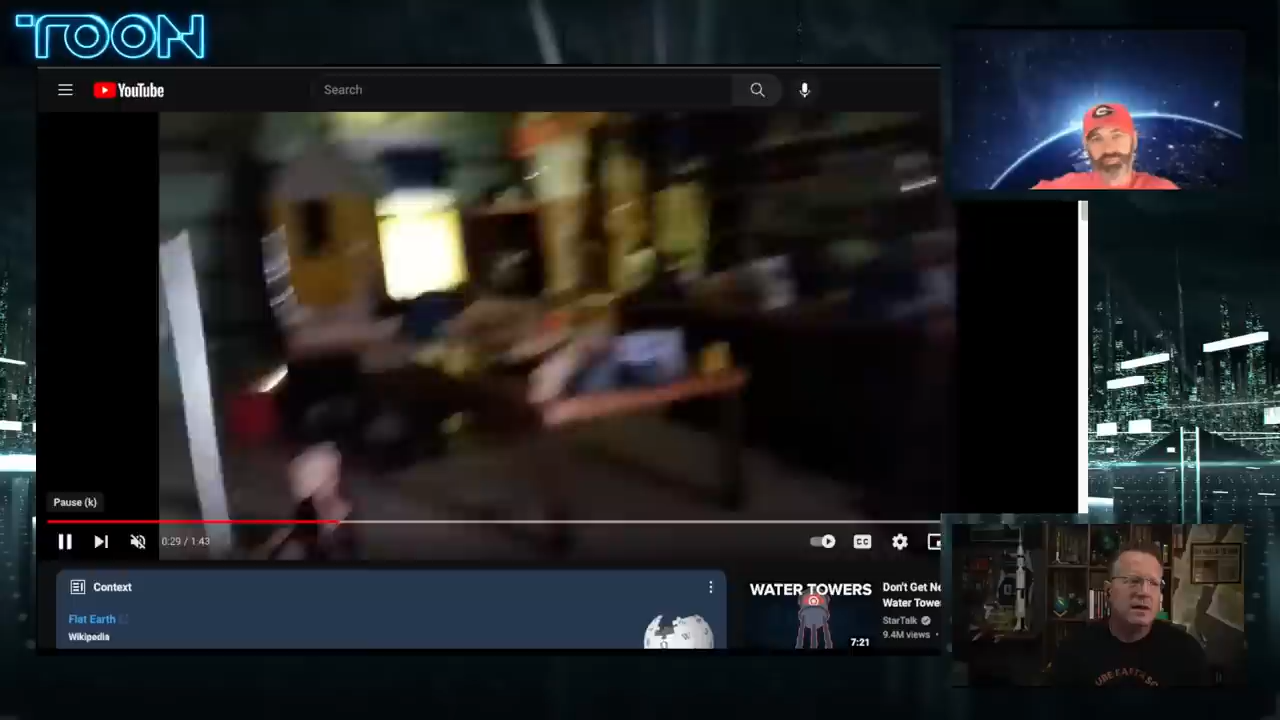 TOON
YouTube
Search
Pause (k)
0:29 / 1:43
CC
Context
Flat Earth
Wikipedia
WATER TOWERS
7:21
Don't Get Ne
Water Towe
StarTalk
9.4M views •